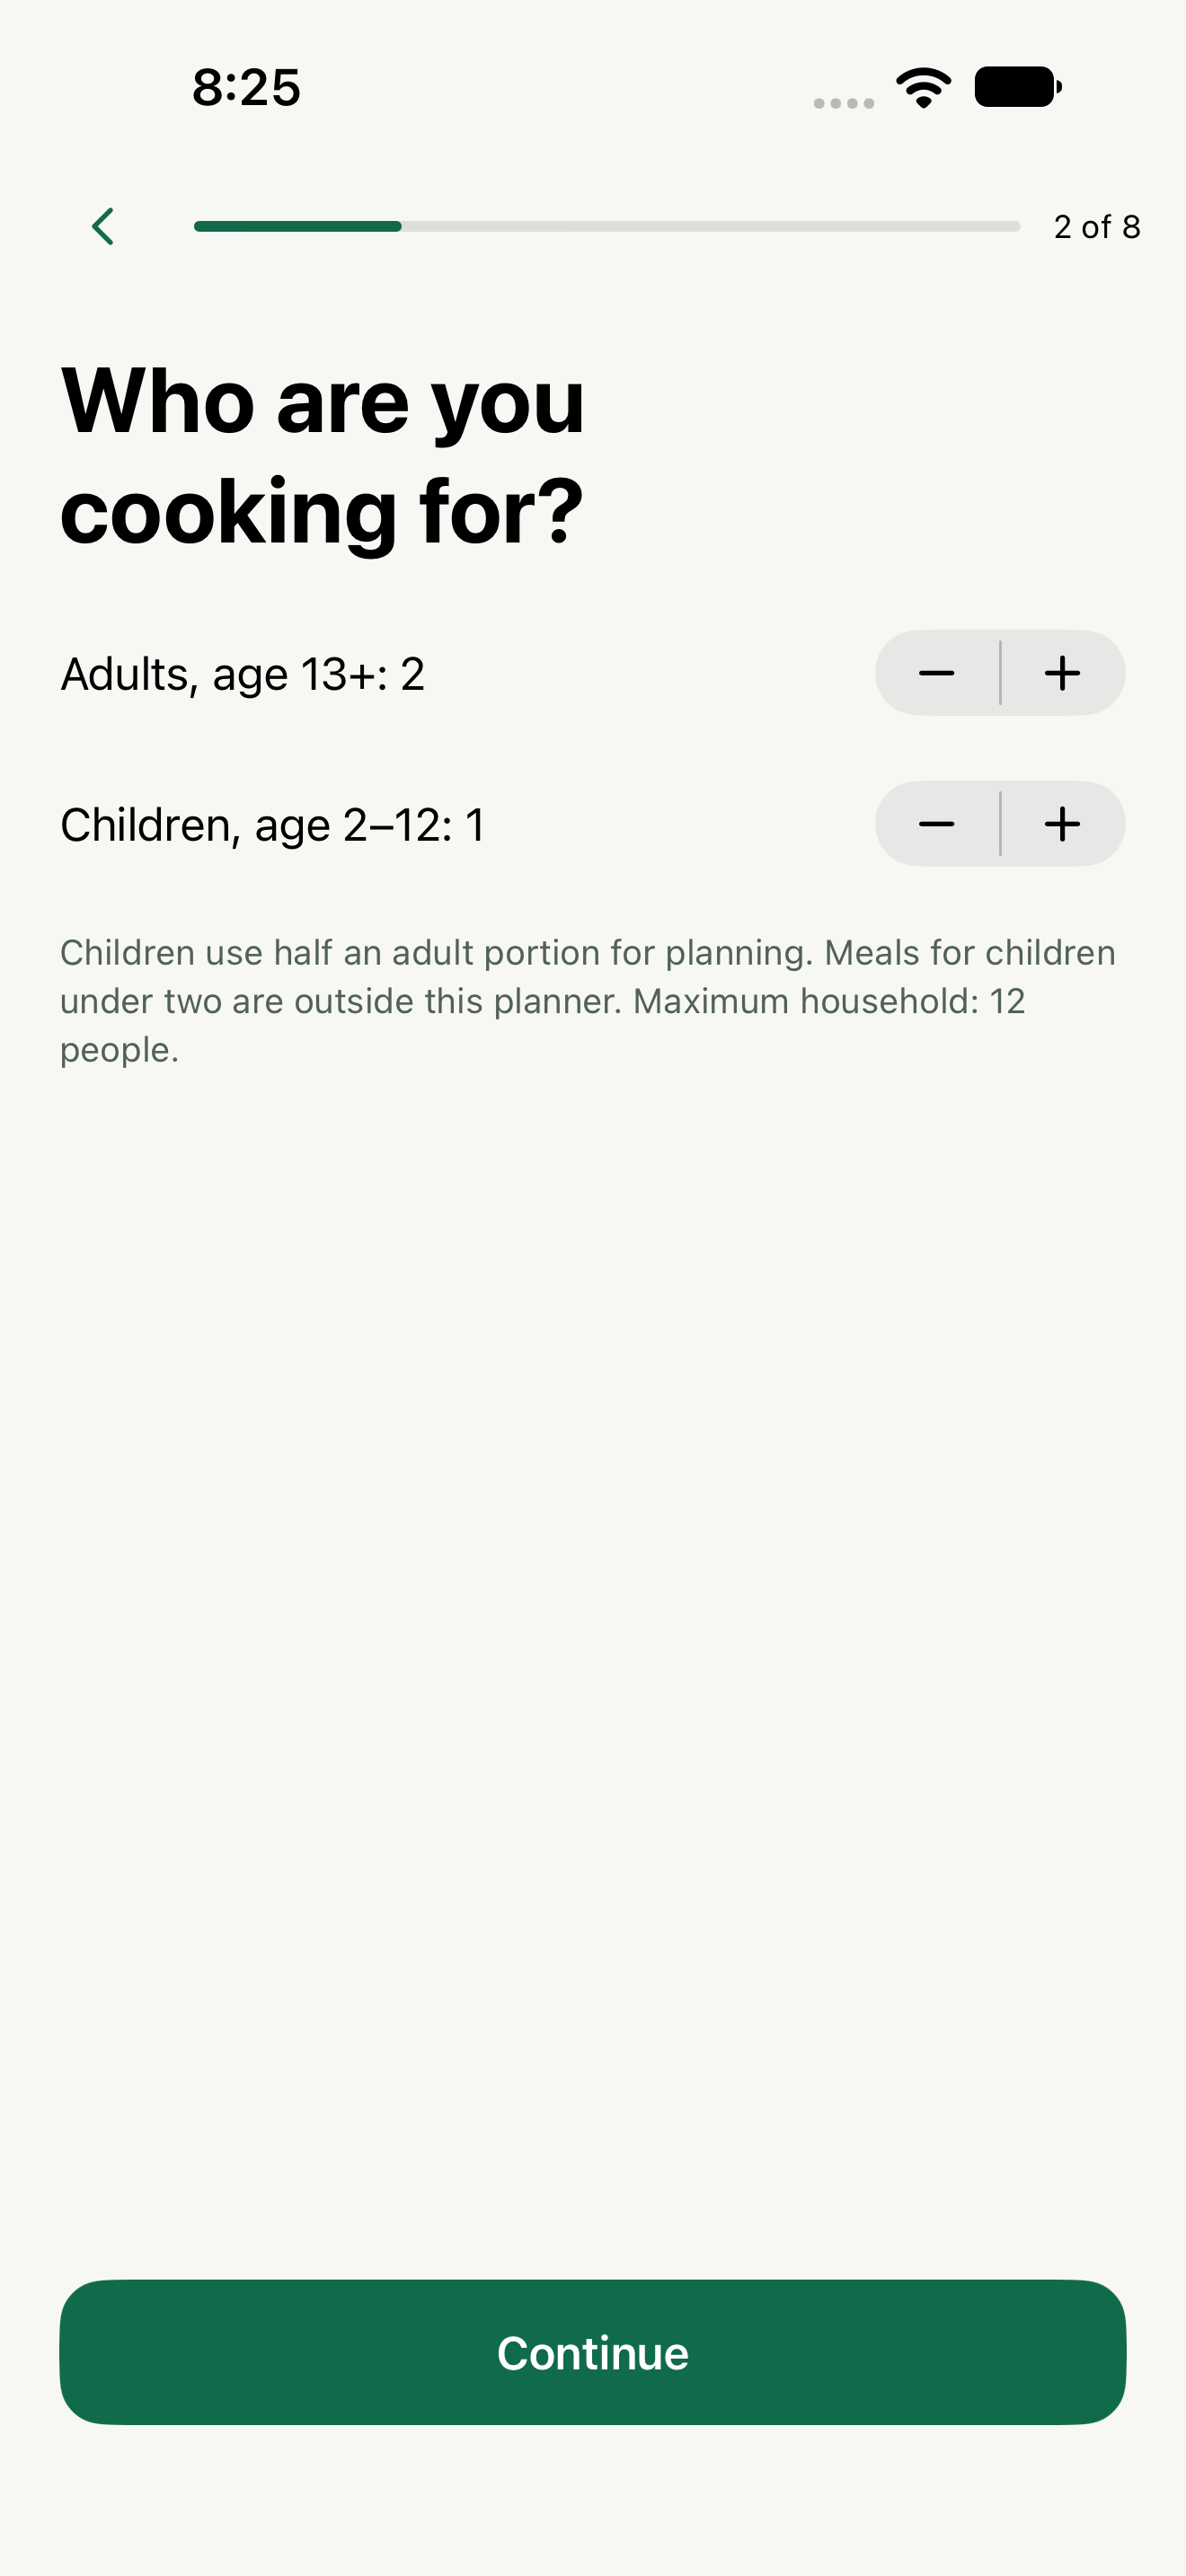 8:25
2 of 8
Who are you
cooking for?
Adults, age 13+: 2
Children, age 2–12: 1
Children use half an adult portion for planning. Meals for children
under two are outside this planner. Maximum household: 12
people.
Continue